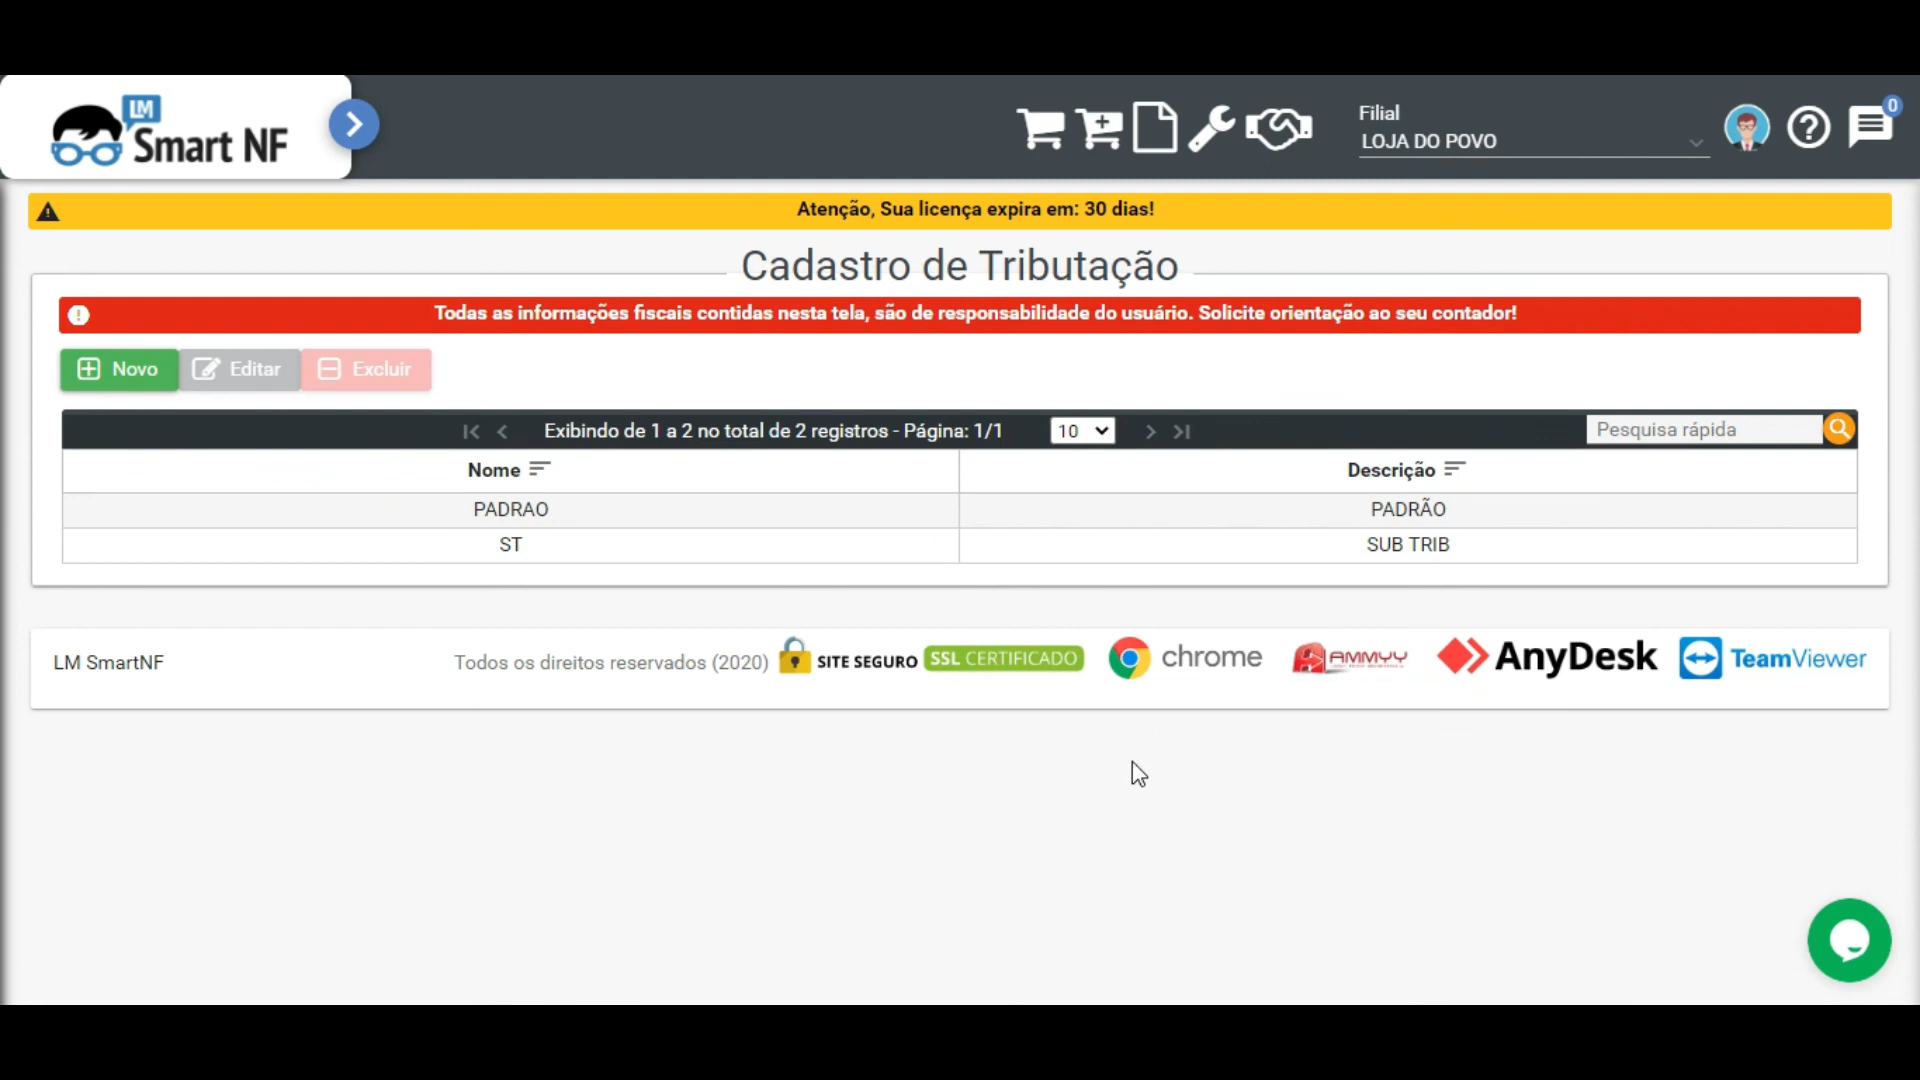 LM
Smart NF
Filial
LOJA DO POVO
0
Atenção, Sua licença expira em: 30 dias!
Cadastro de Tributação
Todas as informações fiscais contidas nesta tela, são de responsabilidade do usuário. Solicite orientação ao seu contador!
Novo Editar Excluir
Exibindo de 1 a 2 no total de 2 registros - Página: 1/1 10 Pesquisa rápida
Nome Descrição
PADRAO PADRÃO
ST SUB TRIB
LM SmartNF Todos os direitos reservados (2020) SITE SEGURO SSL CERTIFICADO chrome AMMYY AnyDesk TeamViewer